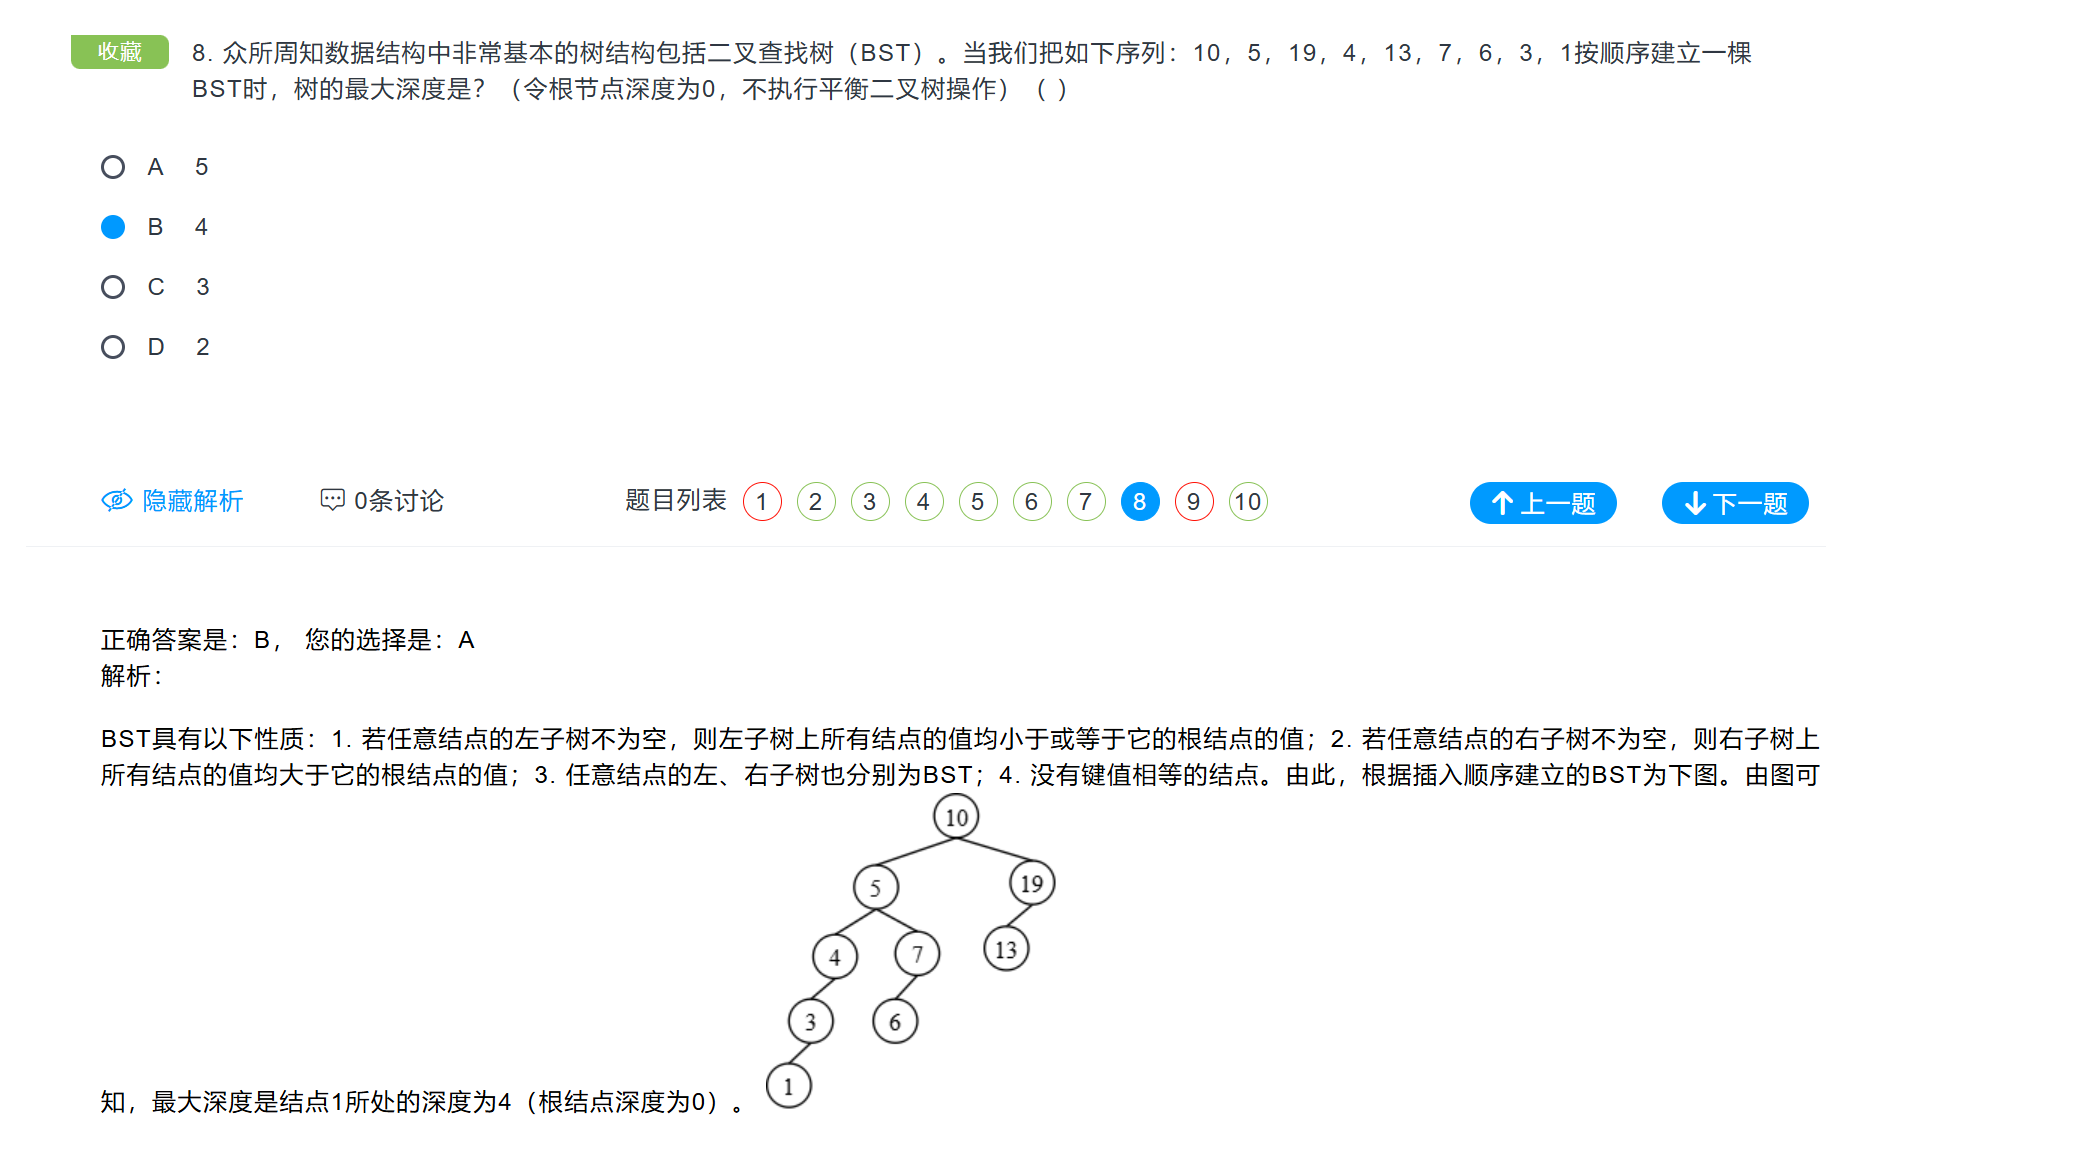 收藏
8. 众所周知数据结构中非常基本的树结构包括二叉查找树（BST）。当我们把如下序列：10，5，19，4，13，7，6，3，1按顺序建立一棵
BST时，树的最大深度是？（令根节点深度为0，不执行平衡二叉树操作）（ ）
A 5
B 4
C 3
D 2
隐藏解析 0条讨论 题目列表 1 2 3 4 5 6 7 8 9 10 上一题 下一题
正确答案是：B， 您的选择是：A
解析：
BST具有以下性质：1. 若任意结点的左子树不为空，则左子树上所有结点的值均小于或等于它的根结点的值；2. 若任意结点的右子树不为空，则右子树上
所有结点的值均大于它的根结点的值；3. 任意结点的左、右子树也分别为BST；4. 没有键值相等的结点。由此，根据插入顺序建立的BST为下图。由图可
10
5 19
4 7 13
3 6
1
知，最大深度是结点1所处的深度为4（根结点深度为0）。